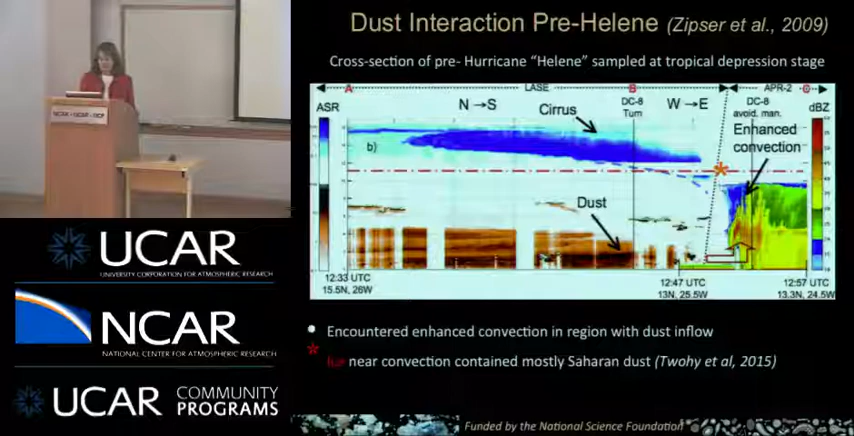 Dust Interaction Pre-Helene (Zipser et al., 2009)
Cross-section of pre- Hurricane "Helene" sampled at tropical depression stage
A LASE B APR-2 C
ASR N →S Cirrus DC-8 Turn W →E DC-8 avoid. man. dBZ
b) Enhanced convection
Dust
12:33 UTC 12:47 UTC 12:57 UTC
15.5N, 26W 13N, 25.5W 13.3N, 24.5W
• Encountered enhanced convection in region with dust inflow
* Ice near convection contained mostly Saharan dust (Twohy et al, 2015)
Funded by the National Science Foundation
NCAR • UCAR • UCP
UCAR
UNIVERSITY CORPORATION FOR ATMOSPHERIC RESEARCH
NCAR
NATIONAL CENTER FOR ATMOSPHERIC RESEARCH
UCAR COMMUNITY PROGRAMS